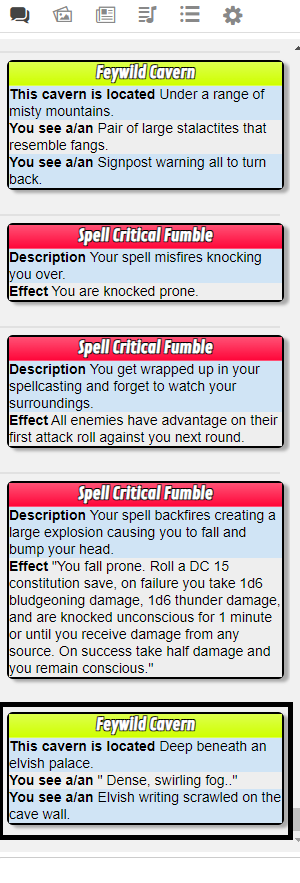 Feywild Cavern
This cavern is located Under a range of
misty mountains.
You see a/an Pair of large stalactites that
resemble fangs.
You see a/an Signpost warning all to turn
back.
Spell Critical Fumble
Description Your spell misfires knocking
you over.
Effect You are knocked prone.
Spell Critical Fumble
Description You get wrapped up in your
spellcasting and forget to watch your
surroundings.
Effect All enemies have advantage on their
first attack roll against you next round.
Spell Critical Fumble
Description Your spell backfires creating a
large explosion causing you to fall and
bump your head.
Effect "You fall prone. Roll a DC 15
constitution save, on failure you take 1d6
bludgeoning damage, 1d6 thunder damage,
and are knocked unconscious for 1 minute
or until you receive damage from any
source. On success take half damage and
you remain conscious."
Feywild Cavern
This cavern is located Deep beneath an
elvish palace.
You see a/an " Dense, swirling fog.."
You see a/an Elvish writing scrawled on the
cave wall.